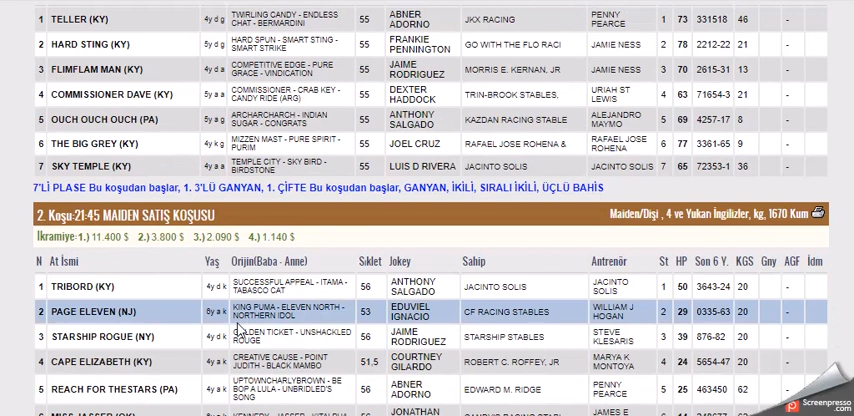 1 TELLER (KY) 4y d g TWIRLING CANDY - ENDLESS CHAT - BERNARDINI 55 ABNER ADORNO JKX RACING PENNY PEARCE 1 73 331518 46 -
2 HARD STING (KY) 5y d g HARD SPUN - SMART STING - SMART STRIKE 55 FRANKIE PENNINGTON GO WITH THE FLO RACI JAMIE NESS 2 78 2212-22 21 -
3 FLIMFLAM MAN (KY) 4y d a COMPETITIVE EDGE - PURE GRACE - VINDICATION 55 JAIME RODRIGUEZ MORRIS E. KERNAN, JR JAMIE NESS 3 70 2615-31 13 -
4 COMMISSIONER DAVE (KY) 5y a a COMMISSIONER - CRAB KEY - CANDY RIDE (ARG) 55 DEXTER HADDOCK TRIN-BROOK STABLES, URIAH ST LEWIS 4 63 71654-3 21 -
5 OUCH OUCH OUCH (PA) 5y a g ARCHARCHARCH - INDIAN SUGAR - CONGRATS 55 ANTHONY SALGADO KAZDAN RACING STABLE ALEJANDRO MAYMO 5 69 4257-17 8 -
6 THE BIG GREY (KY) 4y k g MIZZEN MAST - PURE SPIRIT - PURIM 55 JOEL CRUZ RAFAEL JOSE ROHENA & RAFAEL JOSE ROHENA 6 77 3361-65 9 -
7 SKY TEMPLE (KY) 4y a a TEMPLE CITY - SKY BIRD - BIRDSTONE 55 LUIS D RIVERA JACINTO SOLIS JACINTO SOLIS 7 65 72353-1 36 -
7'Lİ PLASE Bu koşudan başlar, 1. 3'LÜ GANYAN, 1. ÇİFTE Bu koşudan başlar, GANYAN, İKİLİ, SIRALI İKİLİ, ÜÇLÜ BAHİS
2. Koşu:21:45 MAIDEN SATIŞ KOŞUSU Maiden/Dişi , 4 ve Yukarı İngilizler, kg, 1670 Kum
İkramiye:1.) 11.400 $ 2.) 3.800 $ 3.) 2.090 $ 4.) 1.140 $
N At İsmi Yaş Orijin(Baba - Anne) Sıklet Jokey Sahip Antrenör St HP Son 6 Y. KGS Gny AGF İdm
1 TRIBORD (KY) 4y d k SUCCESSFUL APPEAL - ITAMA - TABASCO CAT 56 ANTHONY SALGADO JACINTO SOLIS JACINTO SOLIS 1 50 3643-24 20 -
2 PAGE ELEVEN (NJ) 8y a k KING PUMA - ELEVEN NORTH - NORTHERN IDOL 53 EDUVIEL IGNACIO CF RACING STABLES WILLIAM J HOGAN 2 29 0335-63 20 -
3 STARSHIP ROGUE (NY) 4y d k GOLDEN TICKET - UNSHACKLED ROUGE 56 JAIME RODRIGUEZ STARSHIP STABLES STEVE KLESARIS 3 39 876-82 20 -
4 CAPE ELIZABETH (KY) 4y a k CREATIVE CAUSE - POINT JUDITH - BLACK MAMBO 51,5 COURTNEY GILARDO ROBERT C. ROFFEY, JR MARYA K MONTOYA 4 24 5654-47 20 -
5 REACH FOR THESTARS (PA) 4y a k UPTOWNCHARLYBROWN - BE BOP A LULA - UNBRIDLED'S SONG 56 ABNER ADORNO EDWARD M. RIDGE PENNY PEARCE 5 25 463450 62 -
JONATHAN JAMES E
Screenpresso
.com